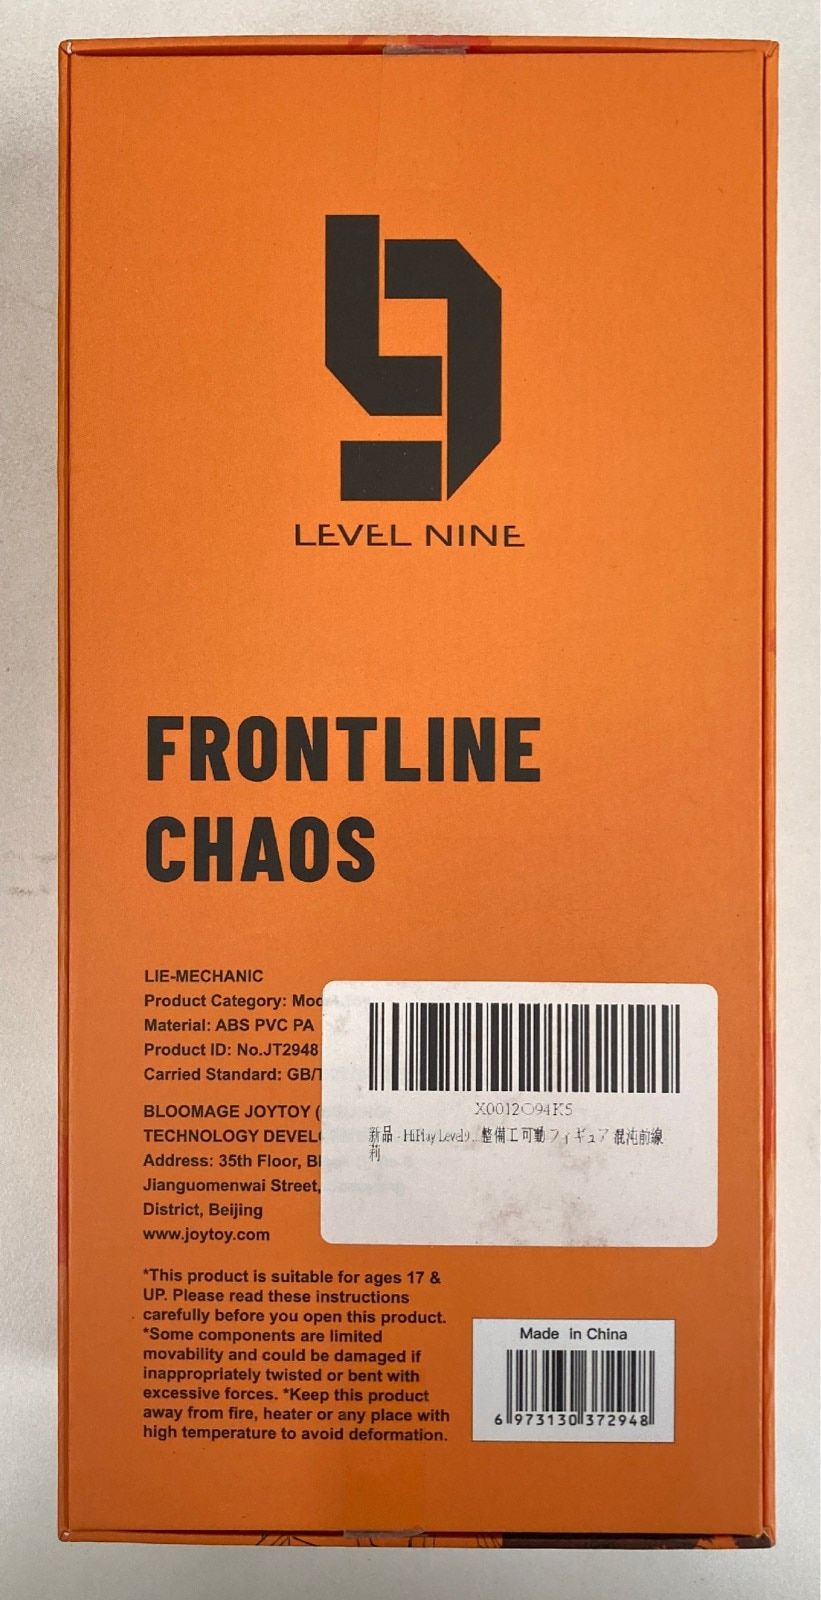 LEVEL NINE
FRONTLINE
CHAOS
LIE-MECHANIC
Product Category:
Material: ABS PVC PA
Product ID: No.JT2948
Carried Standard: GB/T
BLOOMAGE JOYTOY (
TECHNOLOGY
Address: 35th Floor,
Jianguomenwai Street,
District, Beijing
www.joytoy.com
X0012O94K5
新品 - HiPlay Level9...整備工 可動 フィギュア 混沌前線
莉
*This product is suitable for ages 17 &
UP. Please read these instructions
carefully before you open this product.
*Some components are limited
movability and could be damaged if
inappropriately twisted or bent with
excessive forces. *Keep this product
away from fire, heater or any place with
high temperature to avoid deformation.
Made in China
6 973130 372948